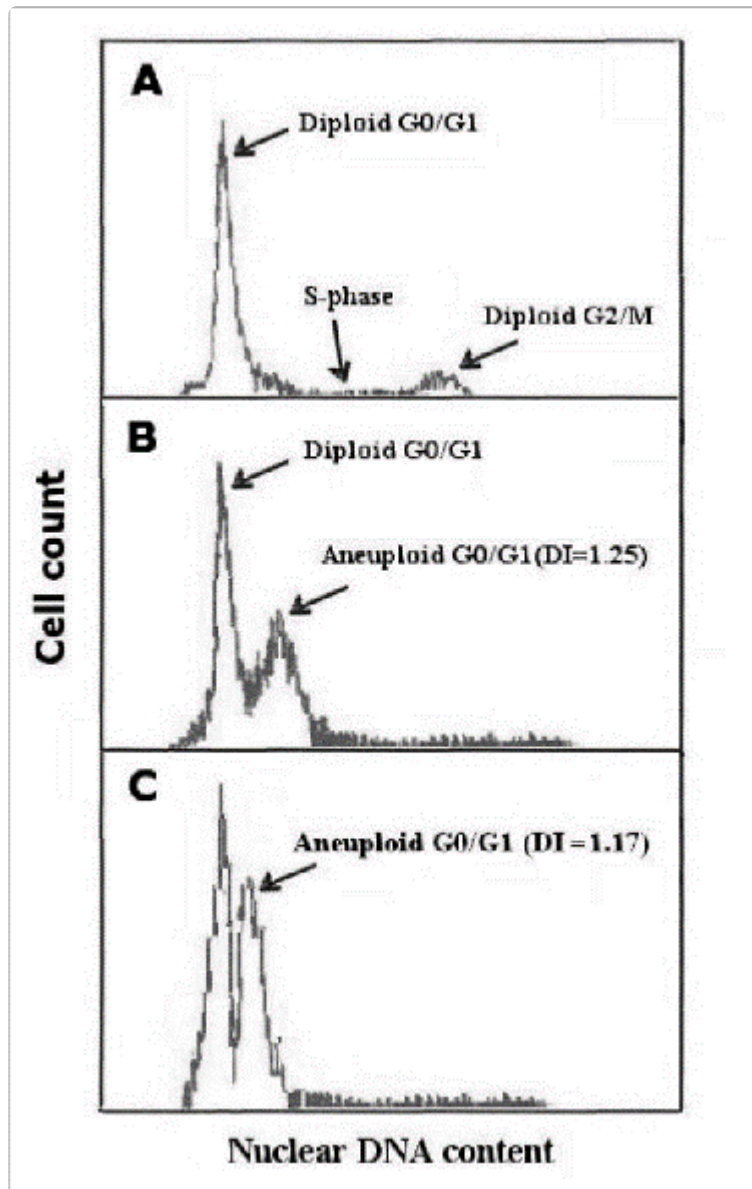 A
Diploid G0/G1
S-phase
Diploid G2/M
B
Diploid G0/G1
Aneuploid G0/G1(DI=1.25)
C
Aneuploid G0/G1 (DI =1.17)
Cell count
Nuclear DNA content